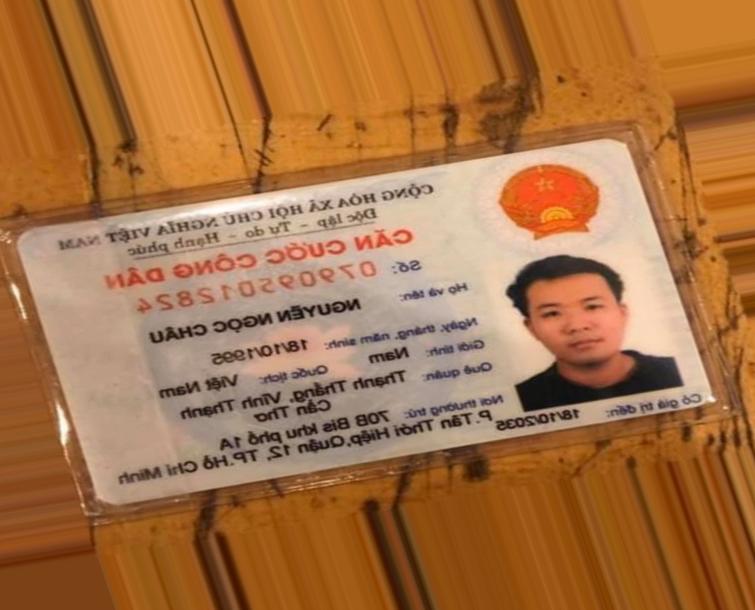 CỘNG HÒA XÃ HỘI CHỦ NGHĨA VIỆT NAM
Độc lập - Tự do - Hạnh phúc
CĂN CƯỚC CÔNG DÂN
Số: 079095012824
Họ và tên: NGUYỄN NGỌC CHÂU
Ngày, tháng, năm sinh: 18/10/1995
Giới tính: Nam Quốc tịch: Việt Nam
Quê quán: Thạnh Thắng, Vĩnh Thạnh
Cần Thơ
Nơi thường trú: 70B Bis khu phố 1A
P.Tân Thới Hiệp,Quận 12, TP.Hồ Chí Minh
Có giá trị đến: 18/10/2035